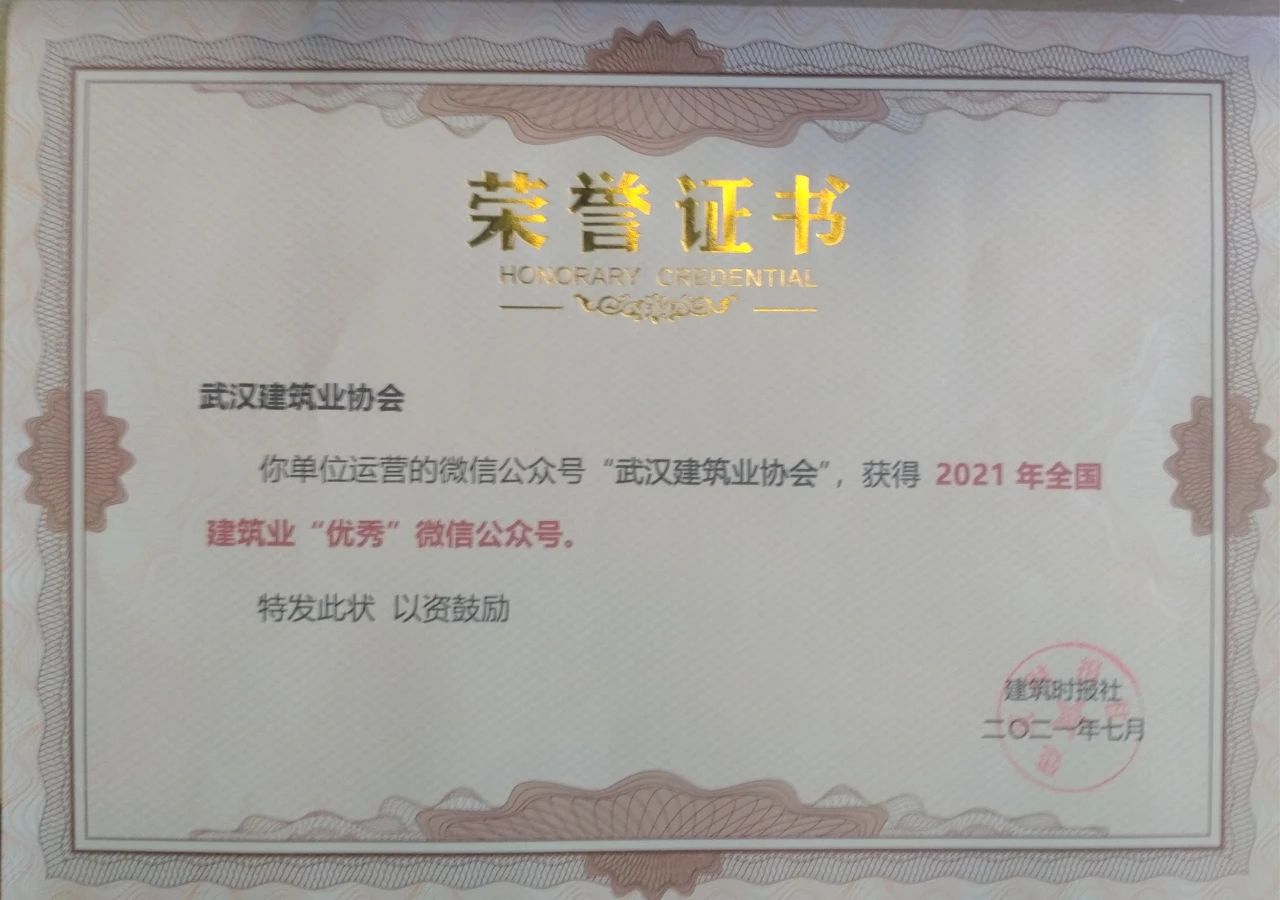 荣誉证书
HONORARY CREDENTIAL
武汉建筑业协会
你单位运营的微信公众号“武汉建筑业协会”，获得 2021 年全国
建筑业“优秀”微信公众号。
特发此状 以资鼓励
建筑时报社
二〇二一年七月